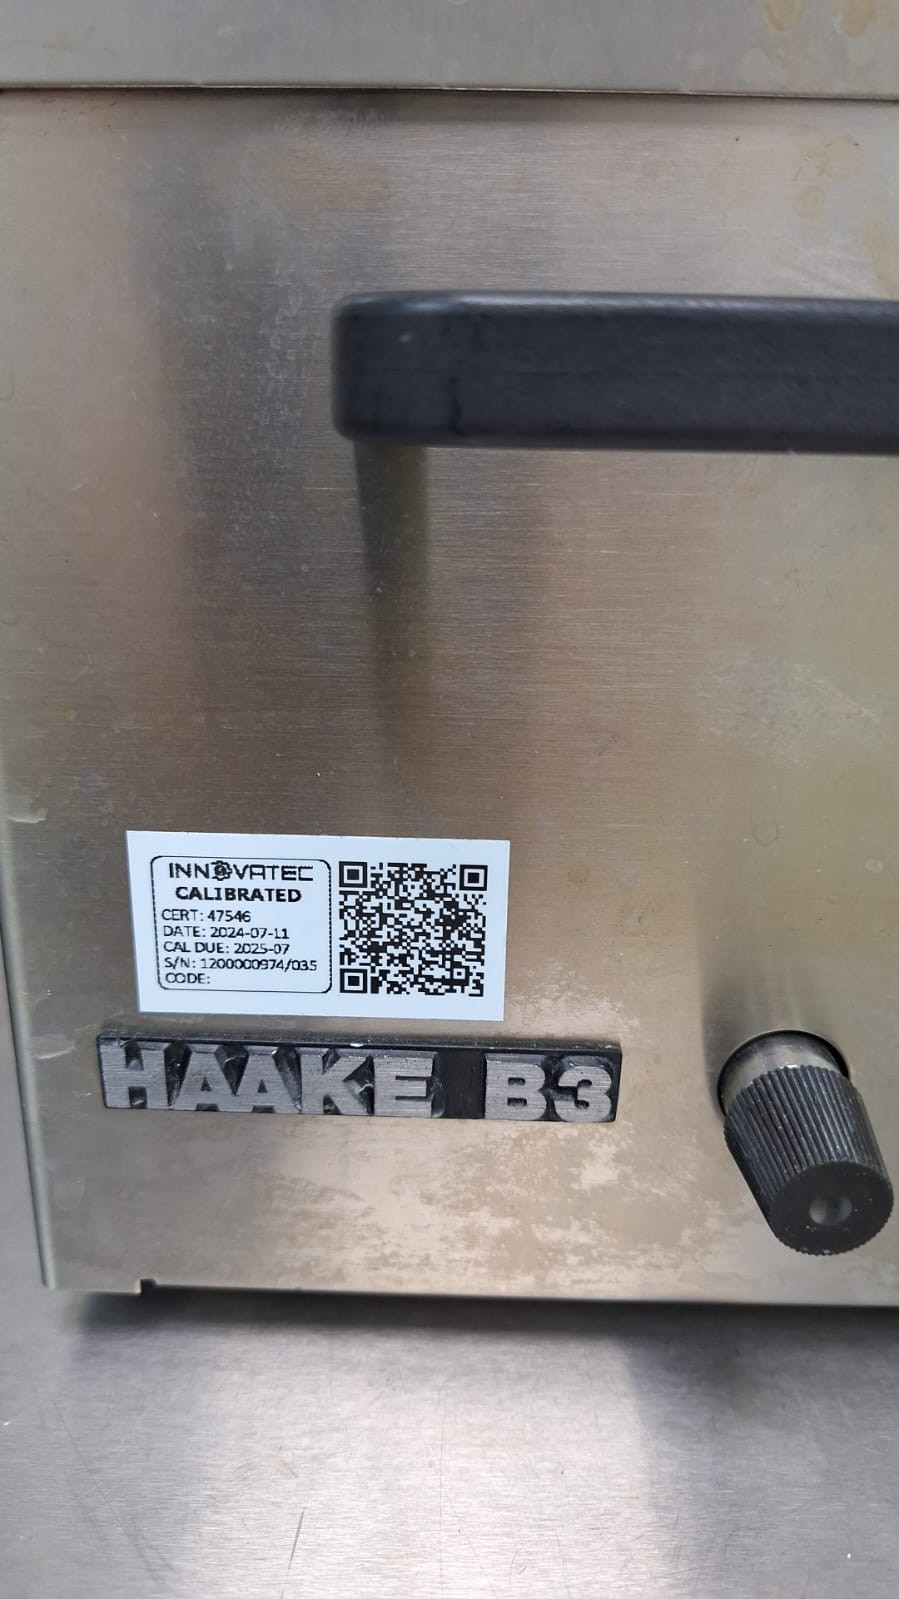 INNOVATEC
CALIBRATED
CERT: 47546
DATE: 2024-07-11
CAL DUE: 2025-07
S/N: 1200000974/035
CODE:
HAAKE B3